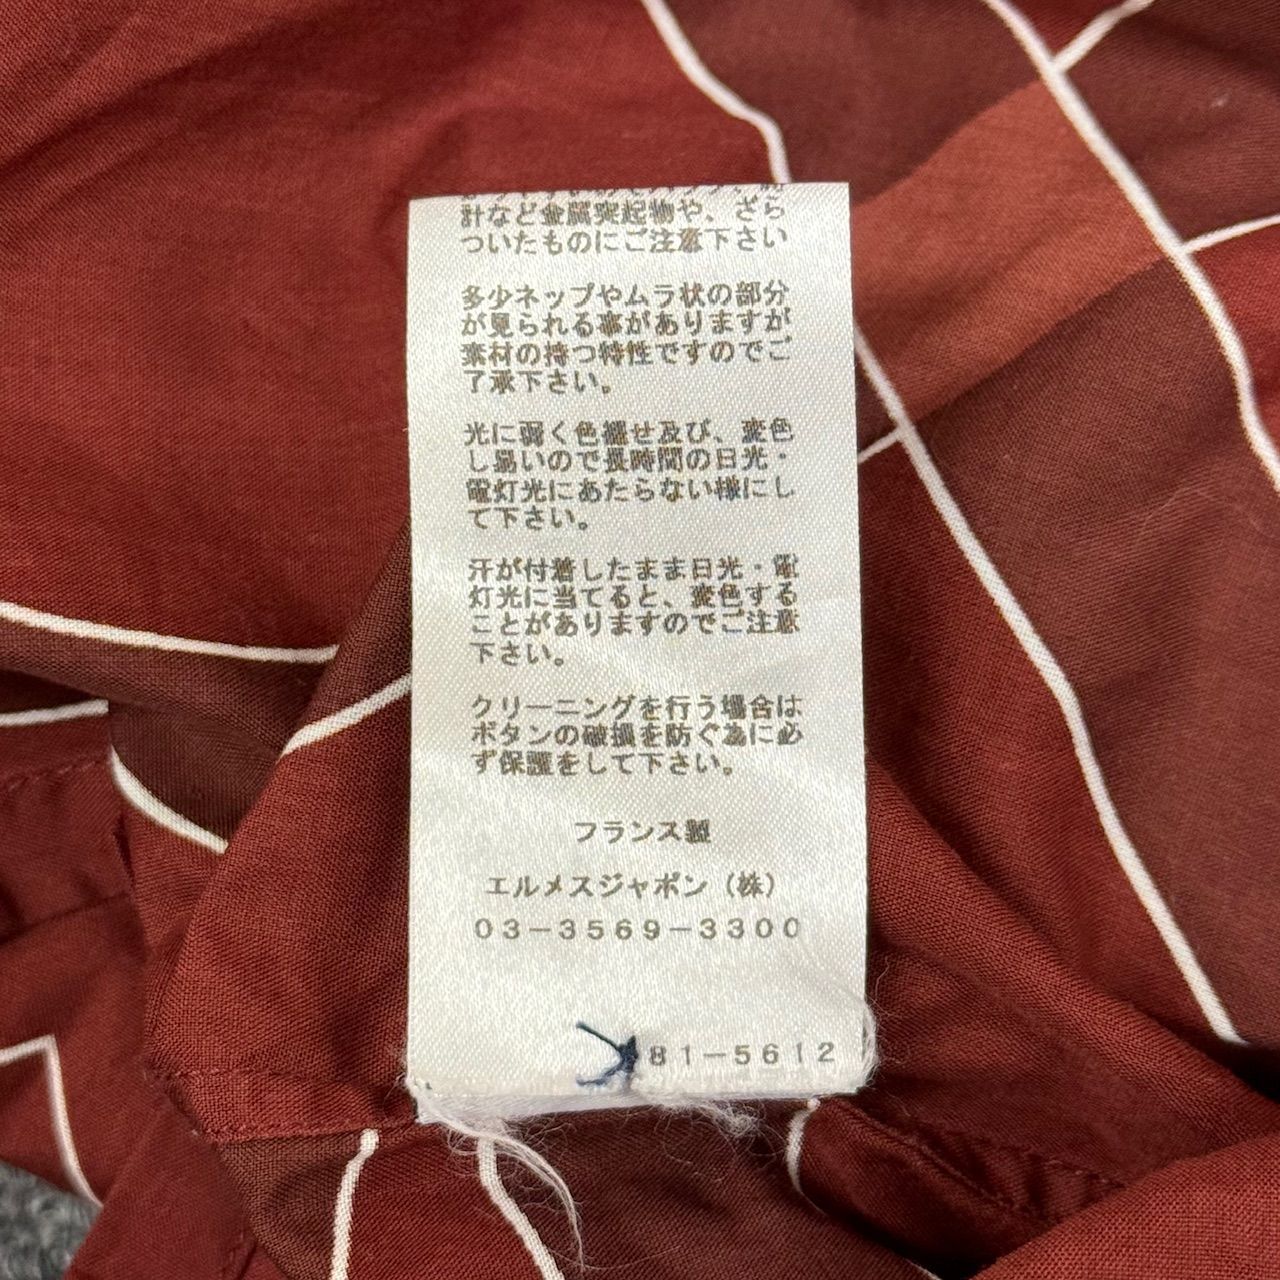 計など金属突起物や、ざら
ついたものにご注意下さい
多少ネップやムラ状の部分
が見られる事がありますが
素材の持つ特性ですのでご
了承下さい。
光に弱く色褪せ及び、変色
し易いので長時間の日光・
電灯光にあたらない様にし
て下さい。
汗が付着したまま日光・電
灯光に当てると、変色する
ことがありますのでご注意
下さい。
クリーニングを行う場合は
ボタンの破損を防ぐ為に必
ず保護をして下さい。
フランス製
エルメスジャポン（株）
03-3569-3300
81-5612